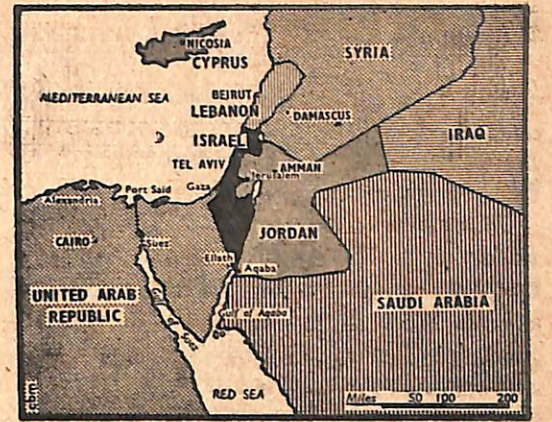 NICOSIA
CYPRUS
SYRIA
MEDITERRANEAN SEA
BEIRUT
LEBANON
DAMASCUS
ISRAEL
IRAQ
TEL AVIV
AMMAN
Jerusalem
Port Said
Gaza
Alexandria
CAIRO
Suez
JORDAN
Ellath
Aqaba
UNITED ARAB
REPUBLIC
Gulf of Suez
Gulf of Aqaba
SAUDI ARABIA
RED SEA
Miles 50 100 200